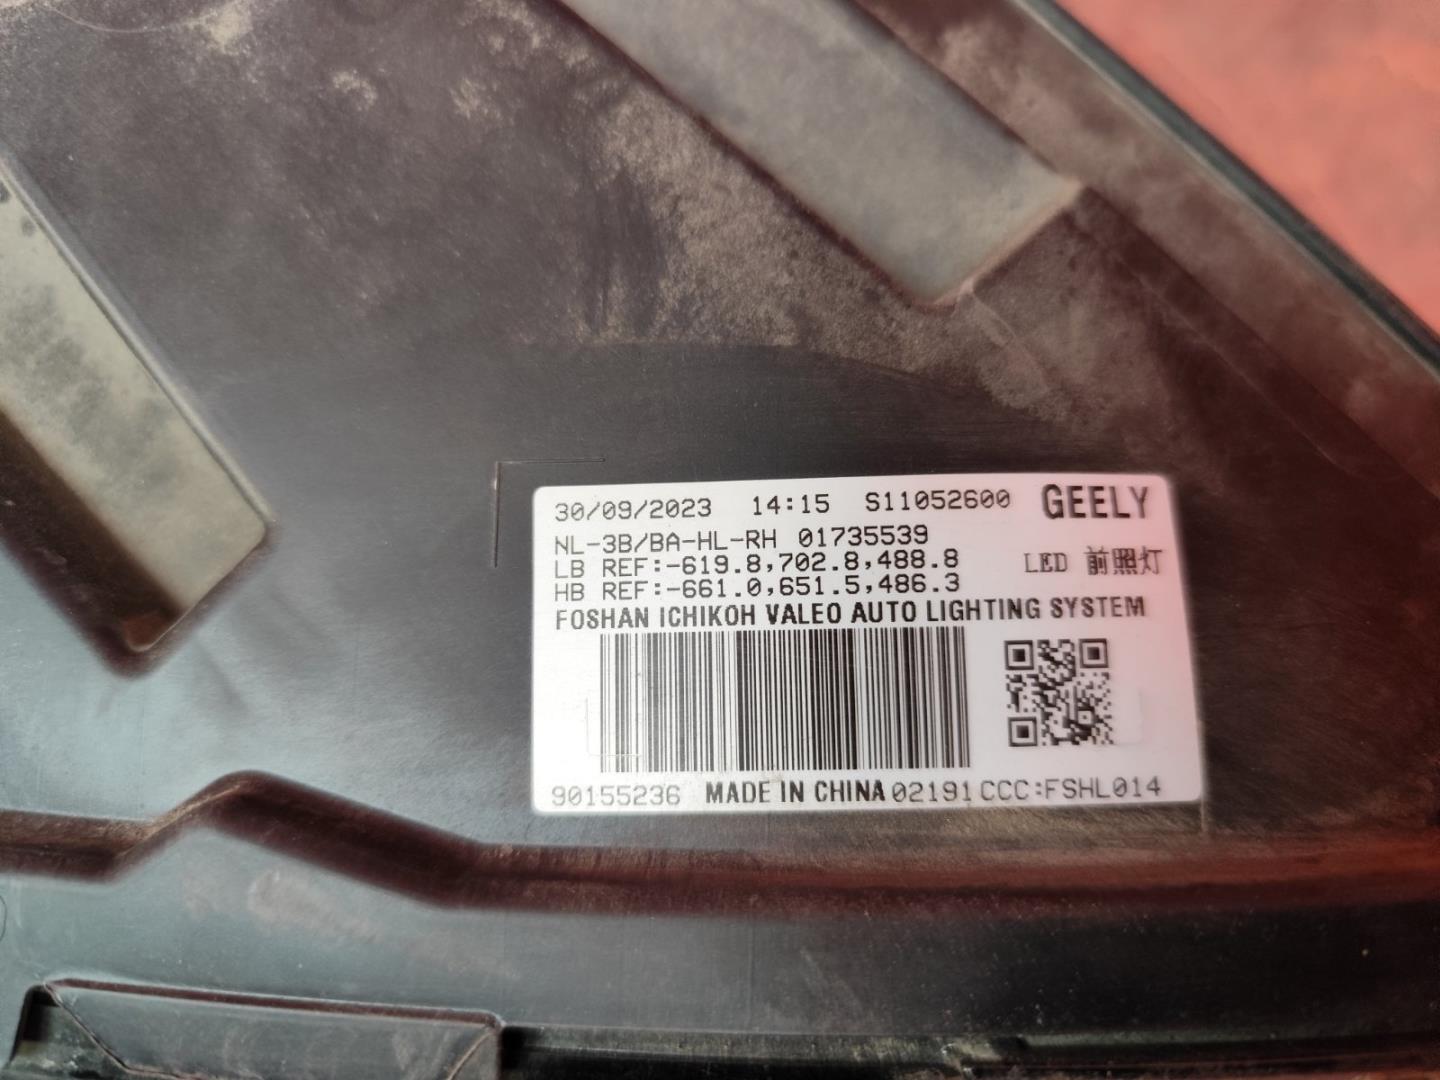 30/09/2023 14:15 S11052600 GEELY
NL-3B/BA-HL-RH 01735539
LB REF:-619.8,702.8,488.8 LED 前照灯
HB REF:-661.0,651.5,486.3
FOSHAN ICHIKOH VALEO AUTO LIGHTING SYSTEM
90155236 MADE IN CHINA 02191 CCC:FSHL014